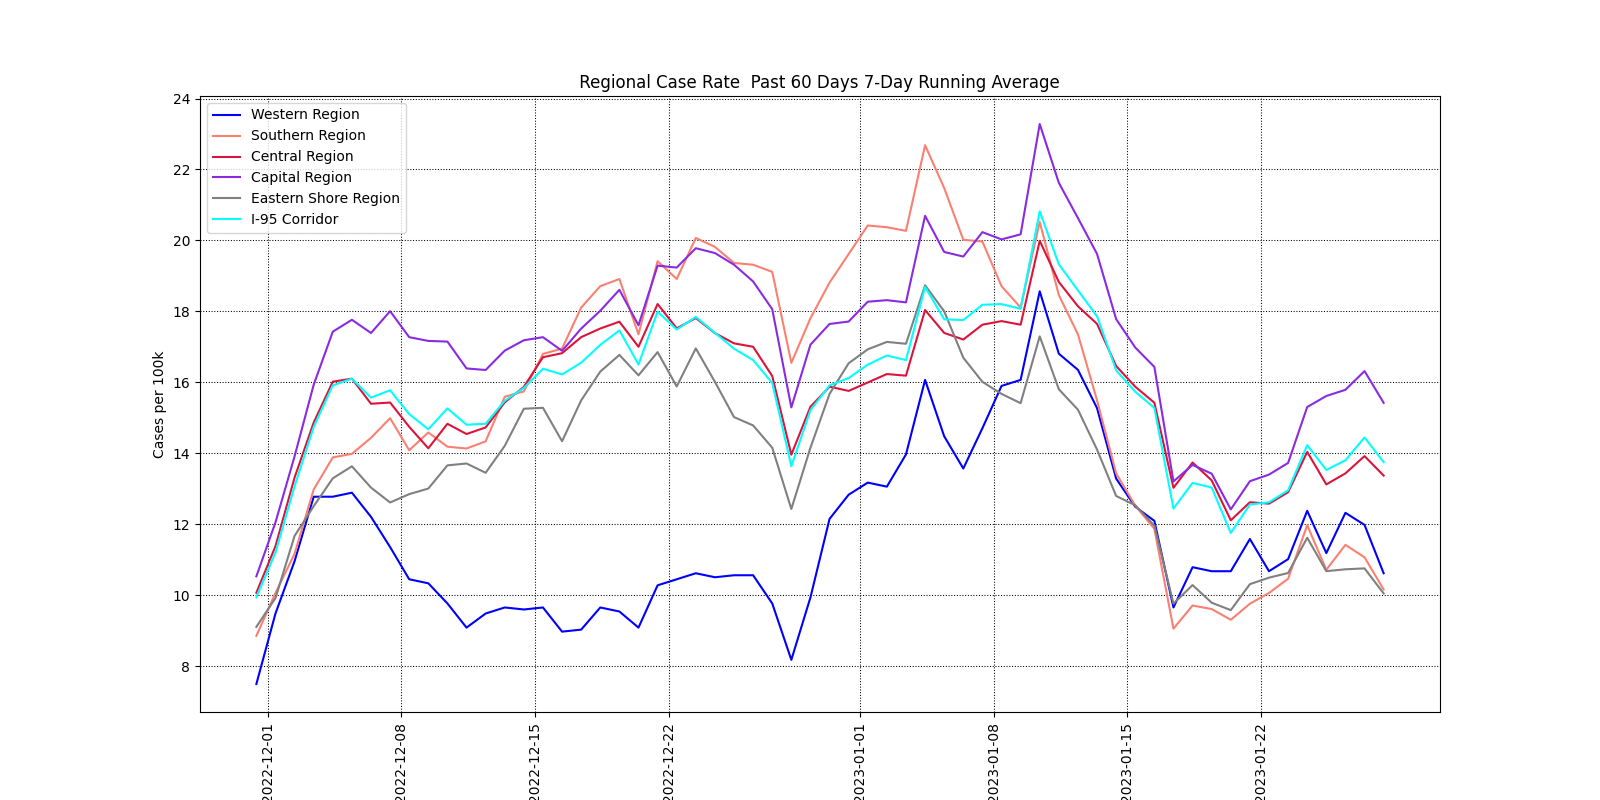 Regional Case Rate  Past 60 Days 7-Day Running Average
Western Region
Southern Region
Central Region
Capital Region
Eastern Shore Region
I-95 Corridor
Cases per 100k
24
22
20
18
16
14
12
10
8
2022-12-01
2022-12-08
2022-12-15
2022-12-22
2023-01-01
2023-01-08
2023-01-15
2023-01-22